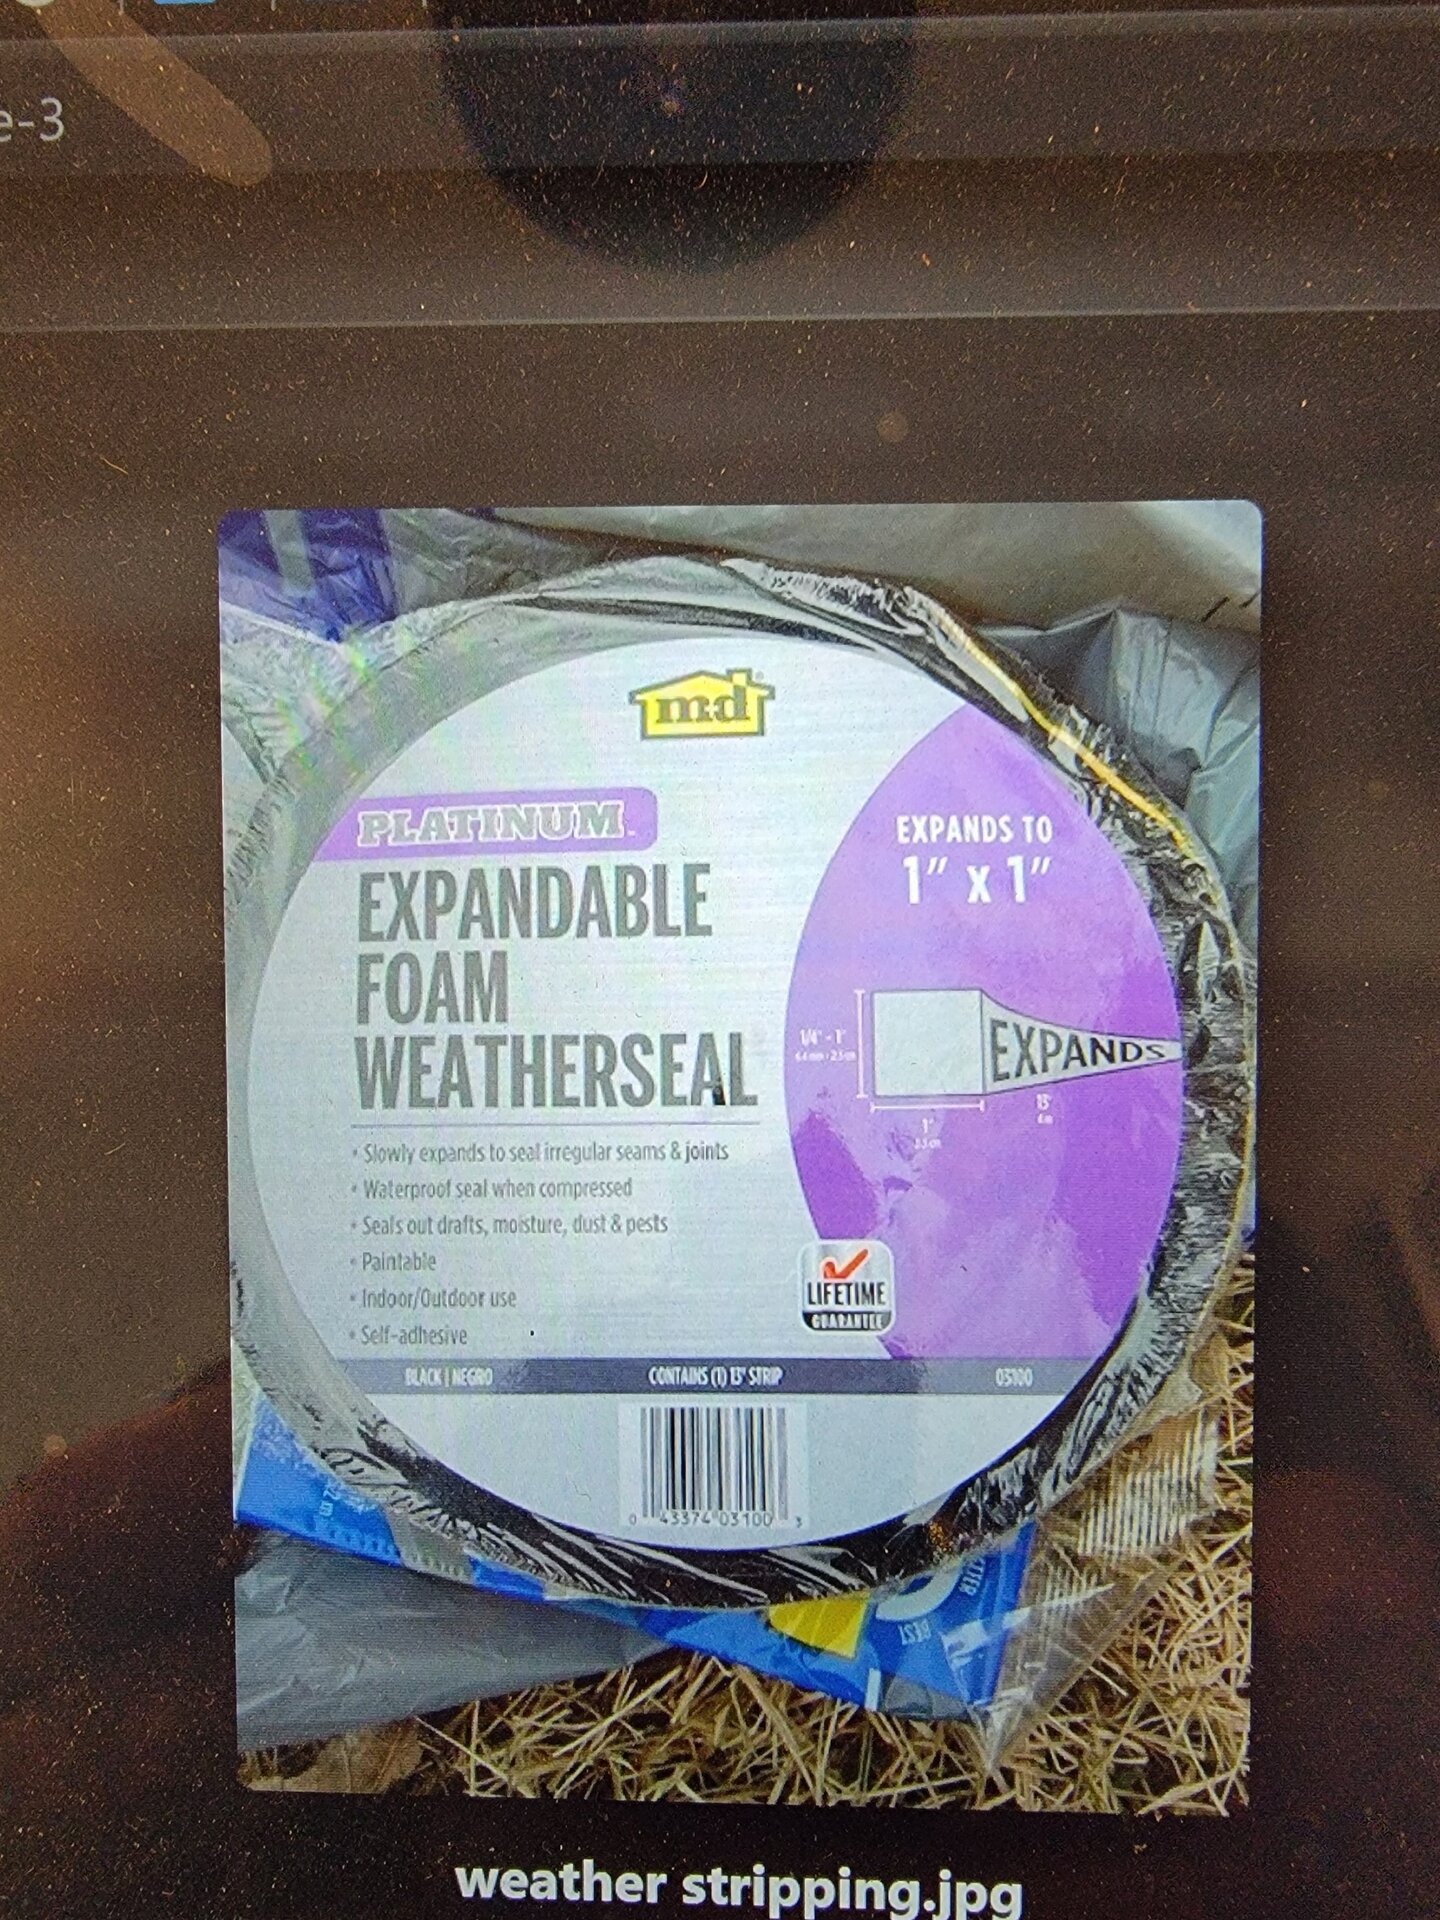 e-3
m-d
PLATINUM™
EXPANDABLE
FOAM
WEATHERSEAL
• Slowly expands to seal irregular seams & joints
• Waterproof seal when compressed
• Seals out drafts, moisture, dust & pests
• Paintable
• Indoor/Outdoor use
• Self-adhesive
EXPANDS TO
1" x 1"
1/4" - 1"
EXPANDS
1"
13'
LIFETIME
GUARANTEE
BLACK | NEGRO CONTAINS (1) 13' STRIP 03100
0 43374 03100 3
weather stripping.jpg